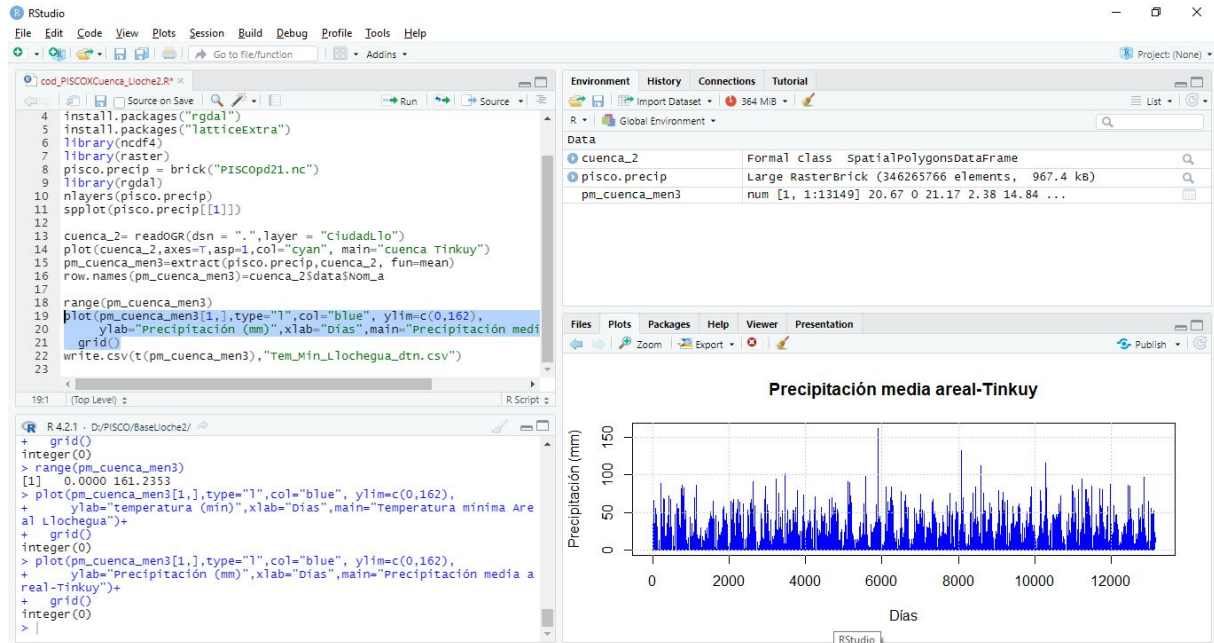 RStudio
File Edit Code View Plots Session Build Debug Profile Tools Help
Go to file/function Addins Project: (None)
cod_PISCOXCuenca_Lloche2.R*
Source on Save Run Source
4 install.packages("rgdal")
5 install.packages("latticeExtra")
6 library(ncdf4)
7 library(raster)
8 pisco.precip = brick("PISCOpd21.nc")
9 library(rgdal)
10 nlayers(pisco.precip)
11 spplot(pisco.precip[[1]])
12
13 cuenca_2= readOGR(dsn = ".",layer = "CiudadLlo")
14 plot(cuenca_2,axes=T,asp=1,col="cyan", main="cuenca Tinkuy")
15 pm_cuenca_men3=extract(pisco.precip,cuenca_2, fun=mean)
16 row.names(pm_cuenca_men3)=cuenca_2$data$Nom_a
17
18 range(pm_cuenca_men3)
19 plot(pm_cuenca_men3[1,],type="l",col="blue", ylim=c(0,162),
20 ylab="Precipitación (mm)",xlab="Días",main="Precipitación medi
21 grid()
22 write.csv(t(pm_cuenca_men3),"Tem_Min_Llochegua_dtn.csv")
23
19:1 (Top Level) R Script
R 4.2.1 · D:/PISCO/BaseLloche2/
+ grid()
integer(0)
> range(pm_cuenca_men3)
[1] 0.0000 161.2353
> plot(pm_cuenca_men3[1,],type="l",col="blue", ylim=c(0,162),
+ ylab="temperatura (min)",xlab="Días",main="Temperatura mínima Are
al Llochegua")+
+ grid()
integer(0)
> plot(pm_cuenca_men3[1,],type="l",col="blue", ylim=c(0,162),
+ ylab="Precipitación (mm)",xlab="Días",main="Precipitación media a
real-Tinkuy")+
+ grid()
integer(0)
>
Environment History Connections Tutorial
Import Dataset 364 MiB List
R Global Environment
Data
cuenca_2 Formal class SpatialPolygonsDataFrame
pisco.precip Large RasterBrick (346265766 elements, 967.4 kB)
pm_cuenca_men3 num [1, 1:13149] 20.67 0 21.17 2.38 14.84 ...
Files Plots Packages Help Viewer Presentation
Zoom Export Publish
Precipitación media areal-Tinkuy
Precipitación (mm)
150
100
50
0
0 2000 4000 6000 8000 10000 12000
Días
RStudio